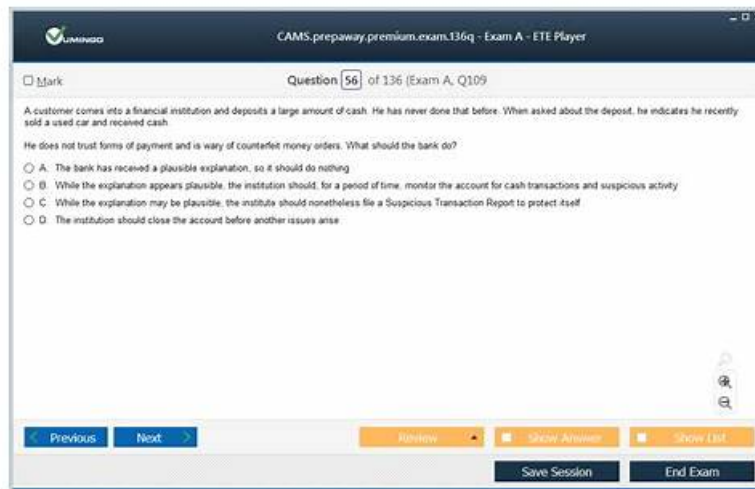 VUMINGO
CAMS.prepaway.premium.exam.136q - Exam A - ETE Player
Mark
Question 56 of 136 (Exam A, Q109
A customer comes into a financial institution and deposits a large amount of cash. He has never done that before. When asked about the deposit, he indicates he recently
sold a used car and received cash
He does not trust forms of payment and is wary of counterfeit money orders. What should the bank do?
A. The bank has received a plausible explanation, so it should do nothing
B. While the explanation appears plausible, the institution should, for a period of time, monitor the account for cash transactions and suspicious activity
C. While the explanation may be plausible, the institute should nonetheless file a Suspicious Transaction Report to protect itself
D. The institution should close the account before another issues arise
Previous
Next
Review
Show Answer
Show List
Save Session
End Exam